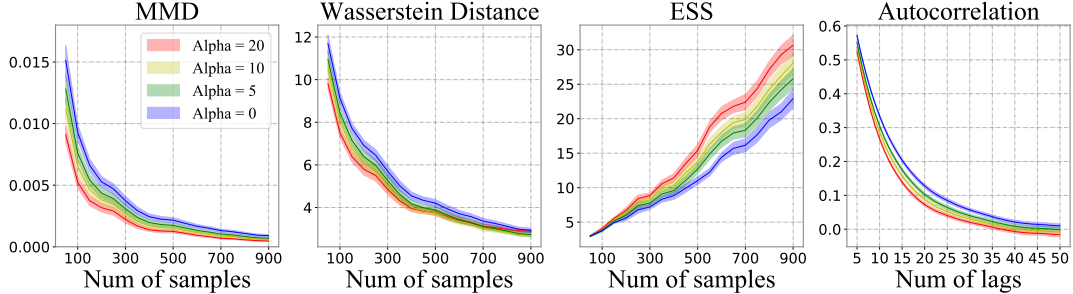 MMD
0.015
0.010
0.005
0.000
Alpha = 20
Alpha = 10
Alpha = 5
Alpha = 0
100 300 500 700 900
Num of samples
Wasserstein Distance
12
10
8
6
4
100 300 500 700 900
Num of samples
ESS
30
25
20
15
10
5
100 300 500 700 900
Num of samples
Autocorrelation
0.6
0.5
0.4
0.3
0.2
0.1
0.0
5 10 15 20 25 30 35 40 45 50
Num of lags